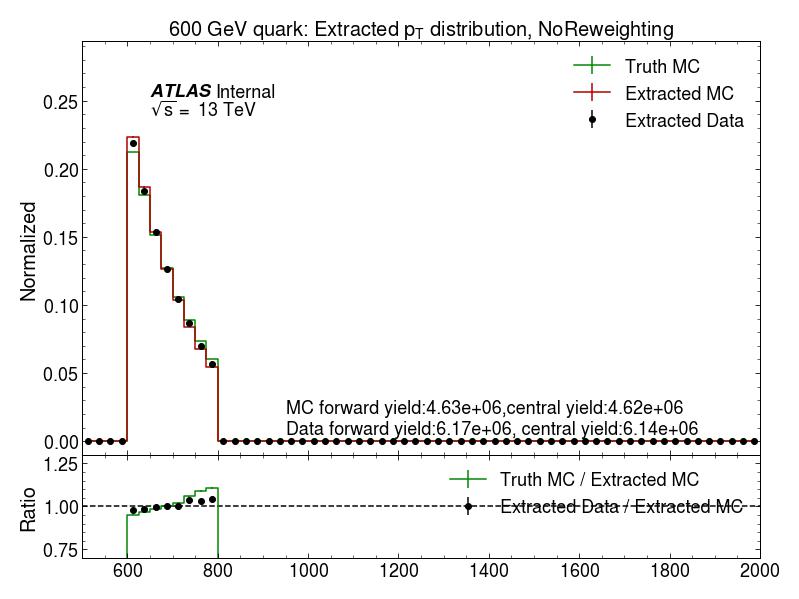 600 GeV quark: Extracted pT distribution, NoReweighting
ATLAS Internal
√s = 13 TeV
Truth MC
Extracted MC
Extracted Data
Normalized
0.25
0.20
0.15
0.10
0.05
0.00
MC forward yield:4.63e+06,central yield:4.62e+06
Data forward yield:6.17e+06, central yield:6.14e+06
Ratio
1.25
1.00
0.75
Truth MC / Extracted MC
Extracted Data / Extracted MC
600 800 1000 1200 1400 1600 1800 2000